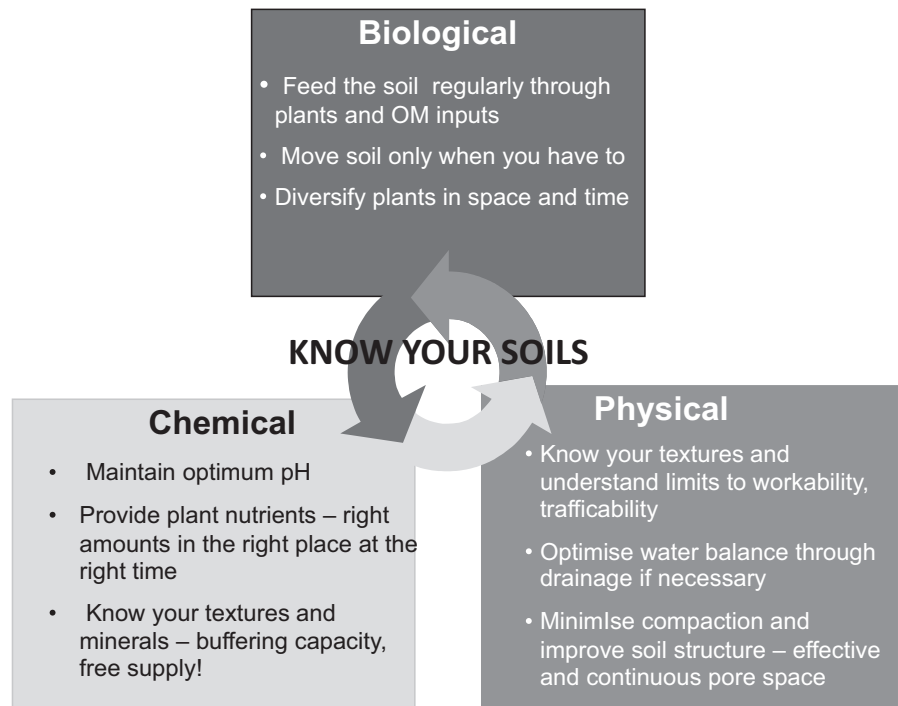 Biological
• Feed the soil regularly through
plants and OM inputs
• Move soil only when you have to
• Diversify plants in space and time
KNOW YOUR SOILS
Chemical
• Maintain optimum pH
• Provide plant nutrients – right
amounts in the right place at the
right time
• Know your textures and
minerals – buffering capacity,
free supply!
Physical
• Know your textures and
understand limits to workability,
trafficability
• Optimise water balance through
drainage if necessary
• MinimIse compaction and
improve soil structure – effective
and continuous pore space